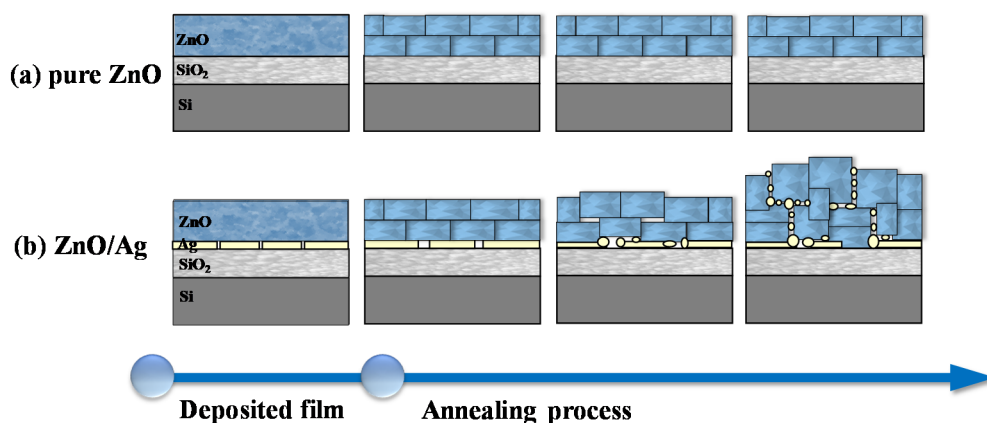 ZnO
SiO₂
Si
(a) pure ZnO
ZnO
Ag
SiO₂
Si
(b) ZnO/Ag
Deposited film
Annealing process